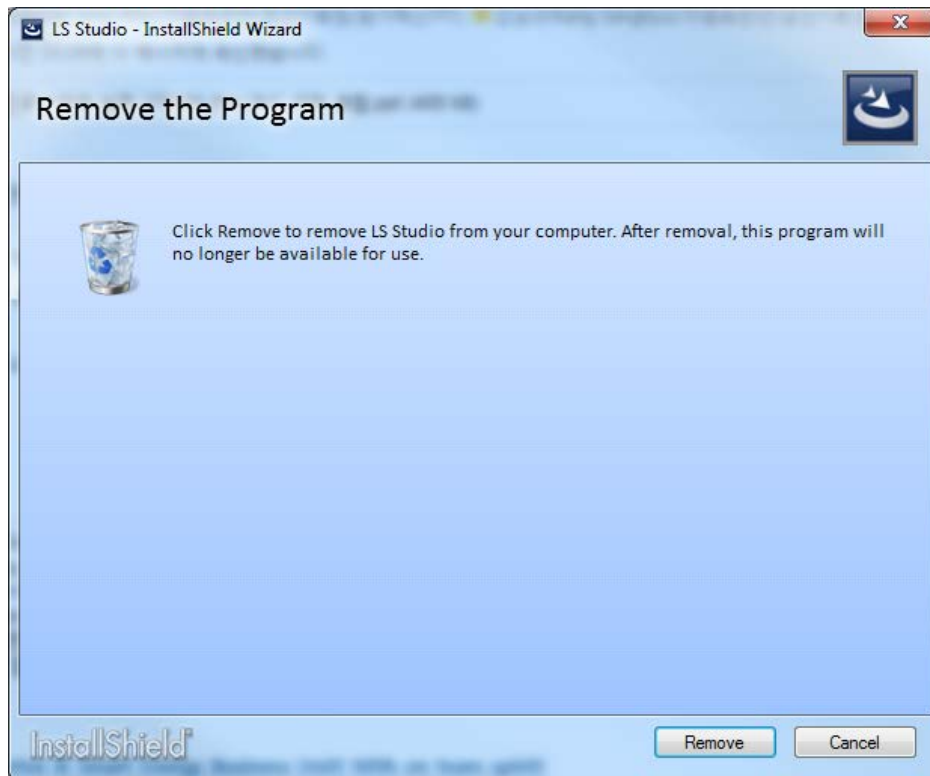 LS Studio - InstallShield Wizard
Remove the Program
Click Remove to remove LS Studio from your computer. After removal, this program will
no longer be available for use.
InstallShield
Remove
Cancel